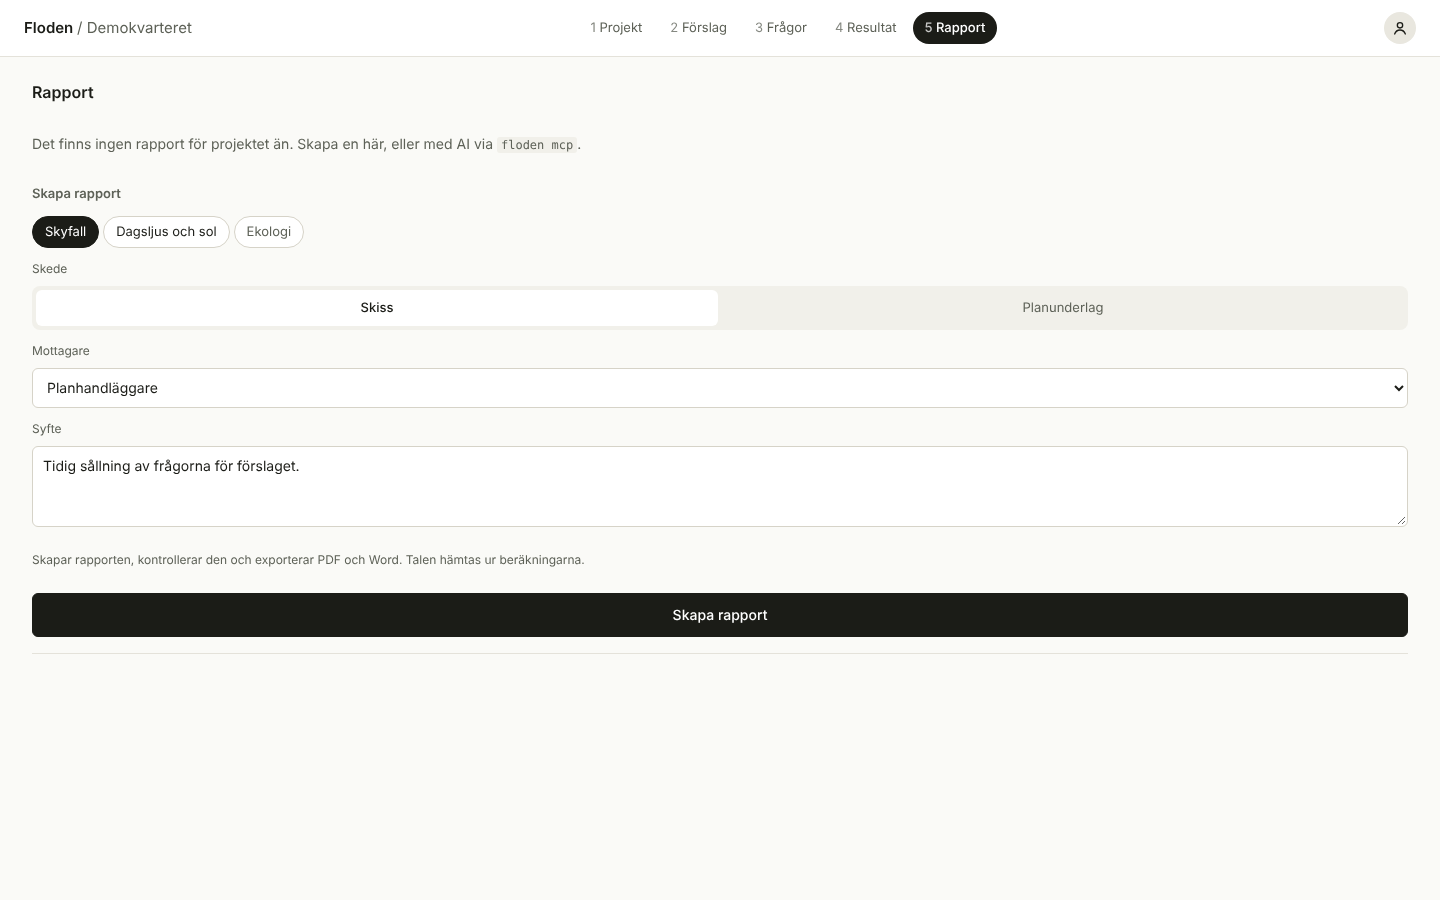 Floden / Demokvarteret
1 Projekt 2 Förslag 3 Frågor 4 Resultat 5 Rapport
Rapport
Det finns ingen rapport för projektet än. Skapa en här, eller med AI via floden mcp.
Skapa rapport
Skyfall Dagsljus och sol Ekologi
Skede
Skiss Planunderlag
Mottagare
Planhandläggare
Syfte
Tidig sållning av frågorna för förslaget.
Skapar rapporten, kontrollerar den och exporterar PDF och Word. Talen hämtas ur beräkningarna.
Skapa rapport